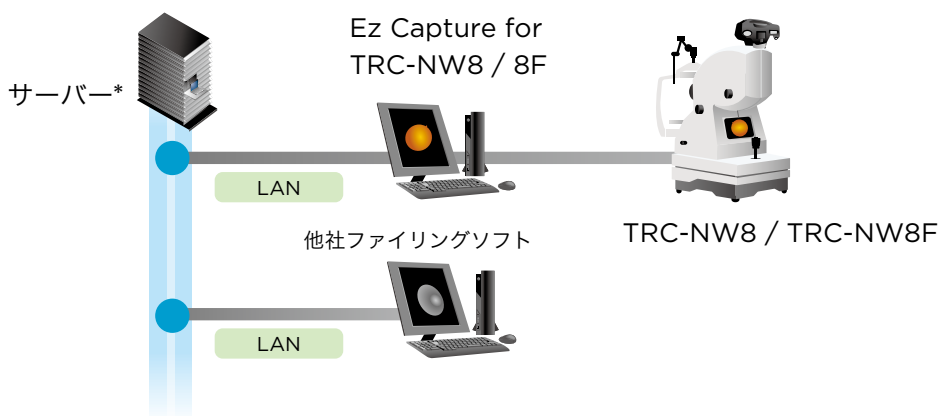 Ez Capture for
TRC-NW8 / 8F
サーバー*
LAN
TRC-NW8 / TRC-NW8F
他社ファイリングソフト
LAN